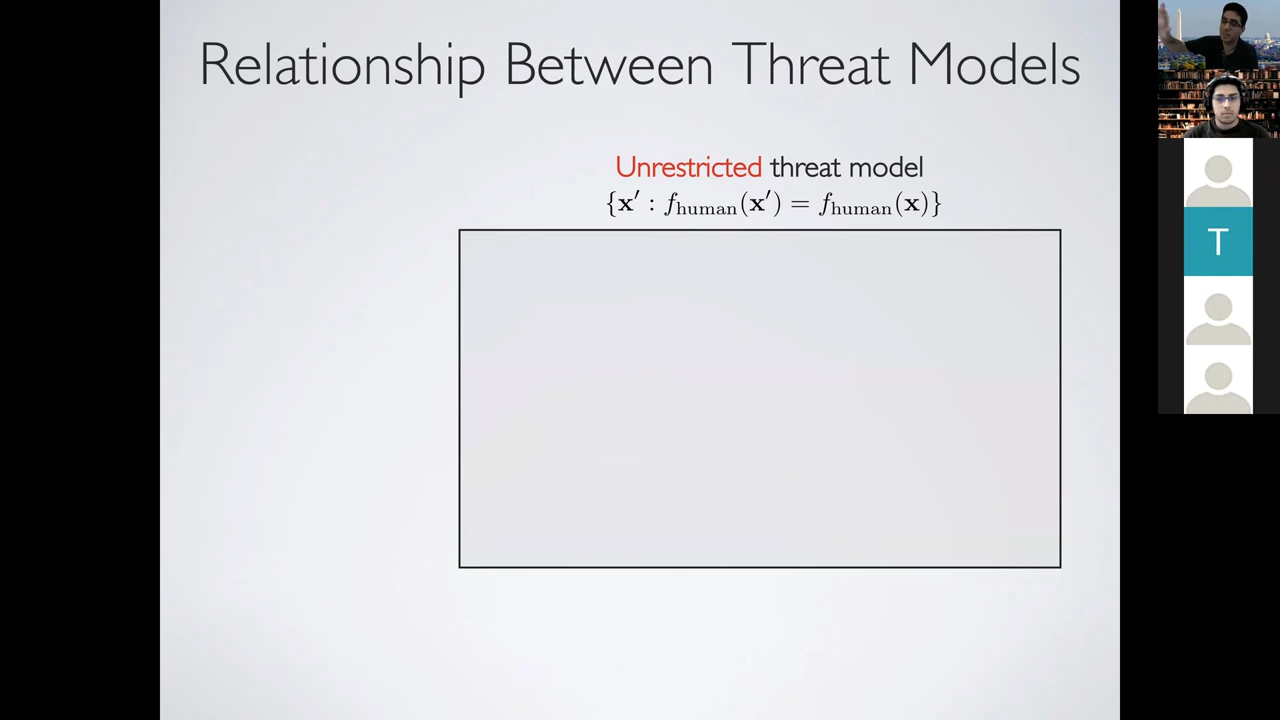 Relationship Between Threat Models
Unrestricted threat model
{x′ : f_human(x′) = f_human(x)}
T